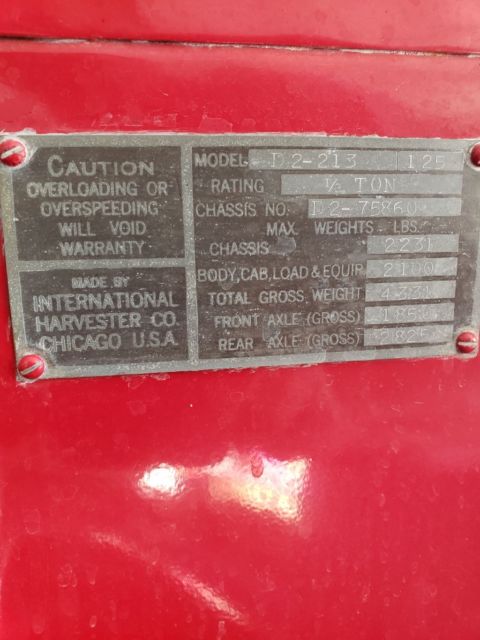 CAUTION
OVERLOADING OR
OVERSPEEDING
WILL VOID
WARRANTY
MADE BY
INTERNATIONAL
HARVESTER CO.
CHICAGO U.S.A.
MODEL D2-213 125
RATING ½ TON
CHASSIS NO. D2-75860
MAX. WEIGHTS - LBS.
CHASSIS 2231
BODY, CAB, LOAD & EQUIP. 2100
TOTAL GROSS WEIGHT 4331
FRONT AXLE (GROSS) 1850
REAR AXLE (GROSS) 2825